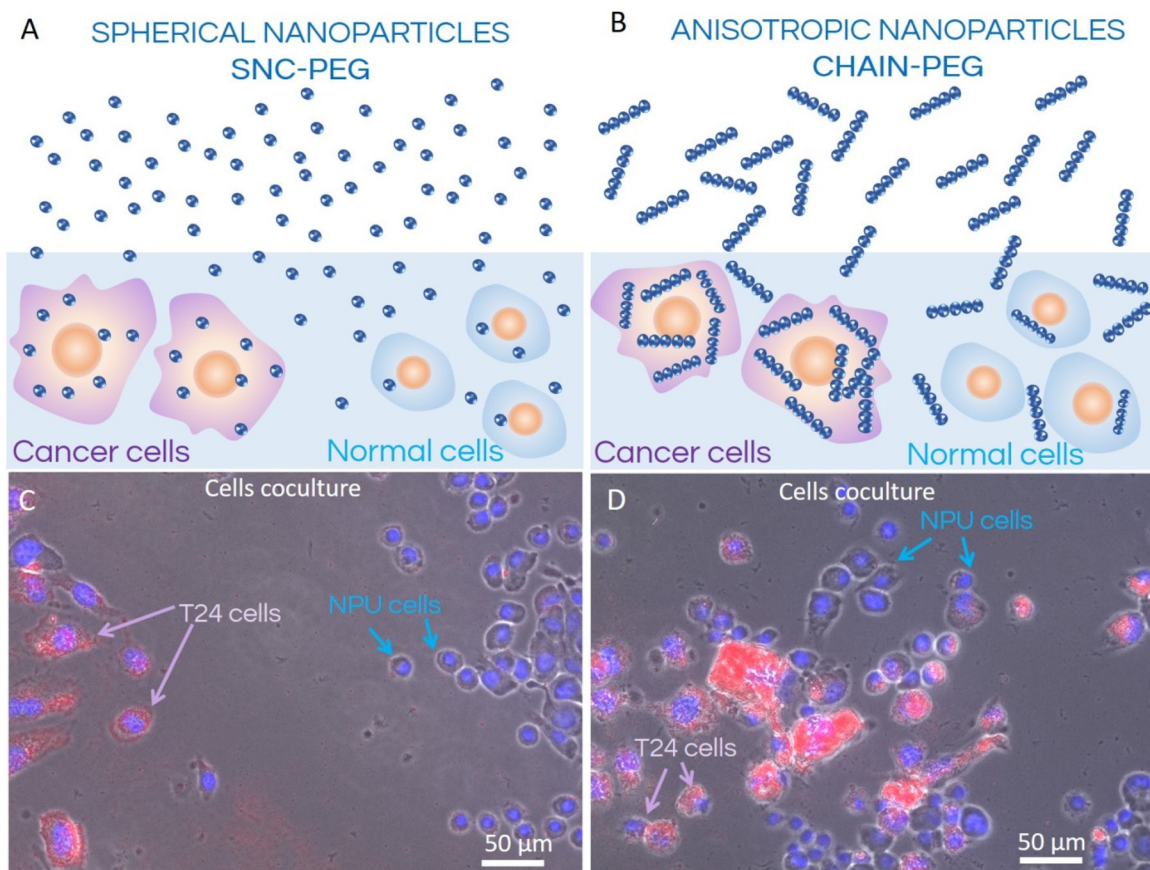 A
SPHERICAL NANOPARTICLES
SNC-PEG
B
ANISOTROPIC NANOPARTICLES
CHAIN-PEG
Cancer cells
Normal cells
Cancer cells
Normal cells
C
Cells coculture
T24 cells
NPU cells
50 µm
D
Cells coculture
NPU cells
T24 cells
50 µm